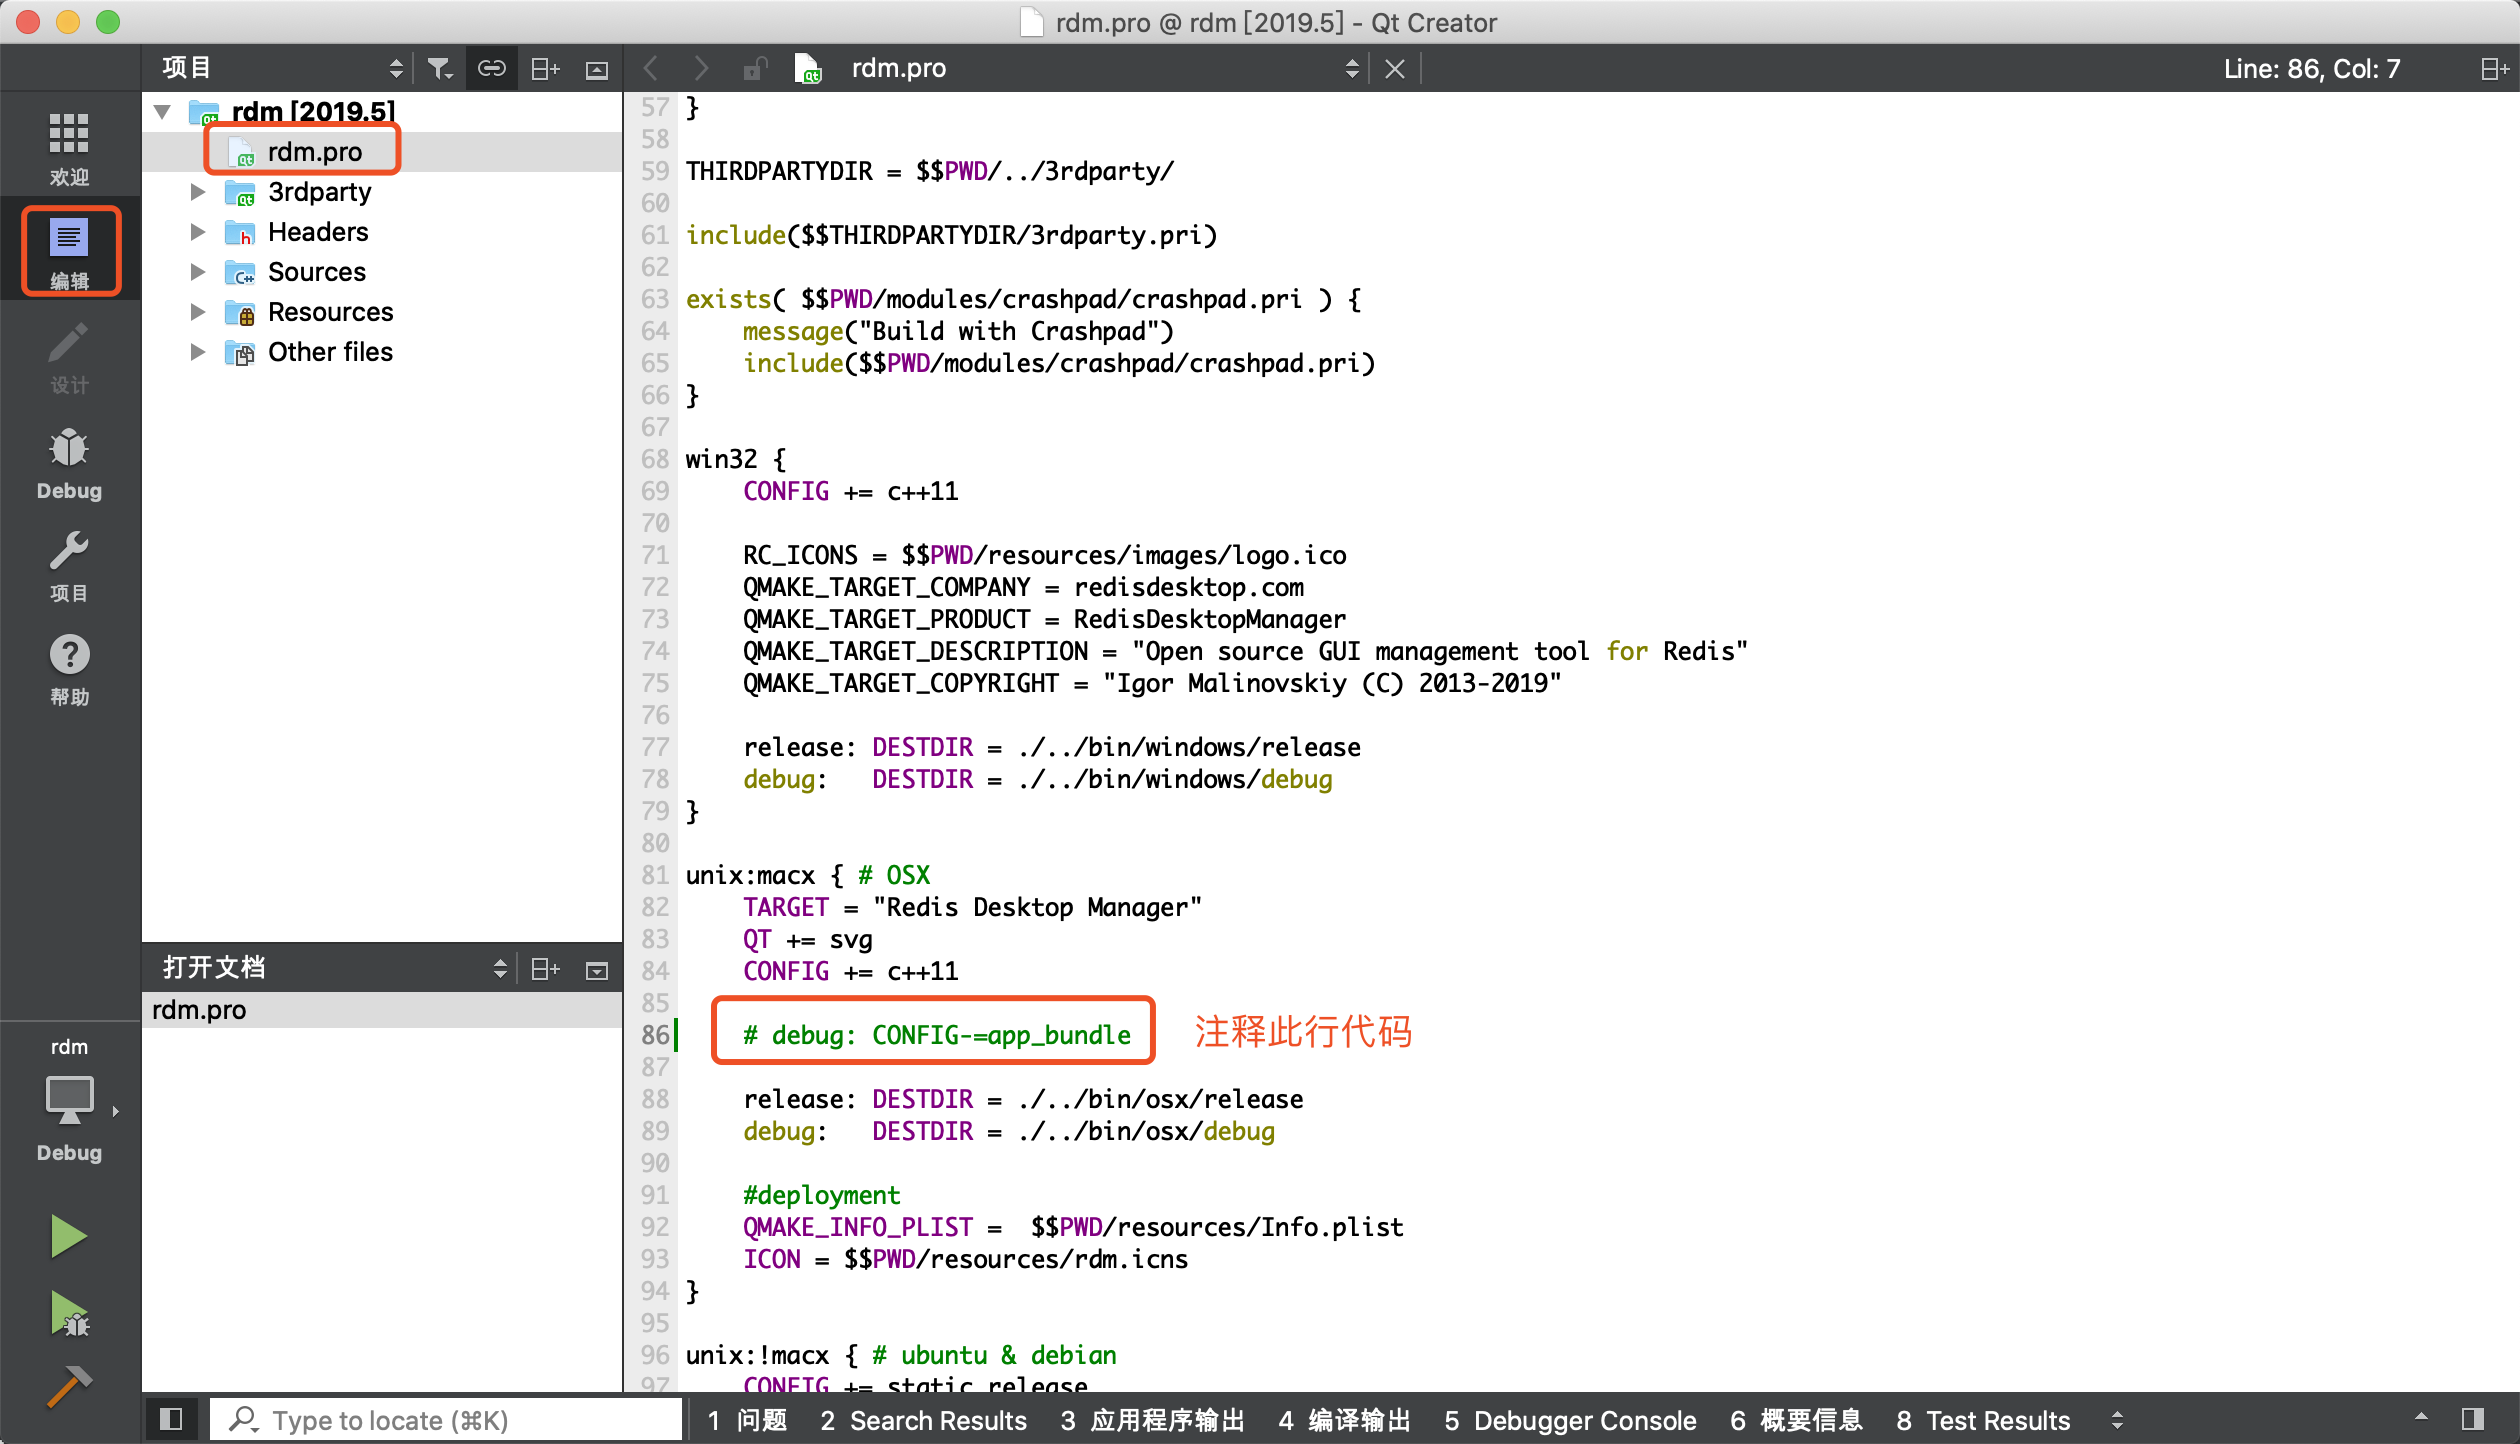 rdm.pro @ rdm [2019.5] - Qt Creator
项目
rdm.pro
Line: 86, Col: 7
欢迎
编辑
设计
Debug
项目
帮助
rdm [2019.5]
rdm.pro
3rdparty
Headers
Sources
Resources
Other files
打开文档
rdm.pro
rdm
Debug
57 }
58
59 THIRDPARTYDIR = $$PWD/../3rdparty/
60
61 include($$THIRDPARTYDIR/3rdparty.pri)
62
63 exists( $$PWD/modules/crashpad/crashpad.pri ) {
64     message("Build with Crashpad")
65     include($$PWD/modules/crashpad/crashpad.pri)
66 }
67
68 win32 {
69     CONFIG += c++11
70
71     RC_ICONS = $$PWD/resources/images/logo.ico
72     QMAKE_TARGET_COMPANY = redisdesktop.com
73     QMAKE_TARGET_PRODUCT = RedisDesktopManager
74     QMAKE_TARGET_DESCRIPTION = "Open source GUI management tool for Redis"
75     QMAKE_TARGET_COPYRIGHT = "Igor Malinovskiy (C) 2013-2019"
76
77     release: DESTDIR = ./../bin/windows/release
78     debug:   DESTDIR = ./../bin/windows/debug
79 }
80
81 unix:macx { # OSX
82     TARGET = "Redis Desktop Manager"
83     QT += svg
84     CONFIG += c++11
85
86     # debug: CONFIG-=app_bundle 注释此行代码
87
88     release: DESTDIR = ./../bin/osx/release
89     debug:   DESTDIR = ./../bin/osx/debug
90
91     #deployment
92     QMAKE_INFO_PLIST =  $$PWD/resources/Info.plist
93     ICON = $$PWD/resources/rdm.icns
94 }
95
96 unix:!macx { # ubuntu & debian
97     CONFIG += static release
Type to locate (⌘K)
1 问题 2 Search Results 3 应用程序输出 4 编译输出 5 Debugger Console 6 概要信息 8 Test Results